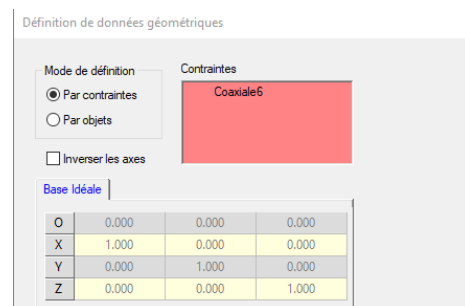 Définition de données géométriques
Mode de définition
Contraintes
Par contraintes
Coaxiale6
Par objets
Inverser les axes
Base Idéale
O 0.000 0.000 0.000
X 1.000 0.000 0.000
Y 0.000 1.000 0.000
Z 0.000 0.000 1.000